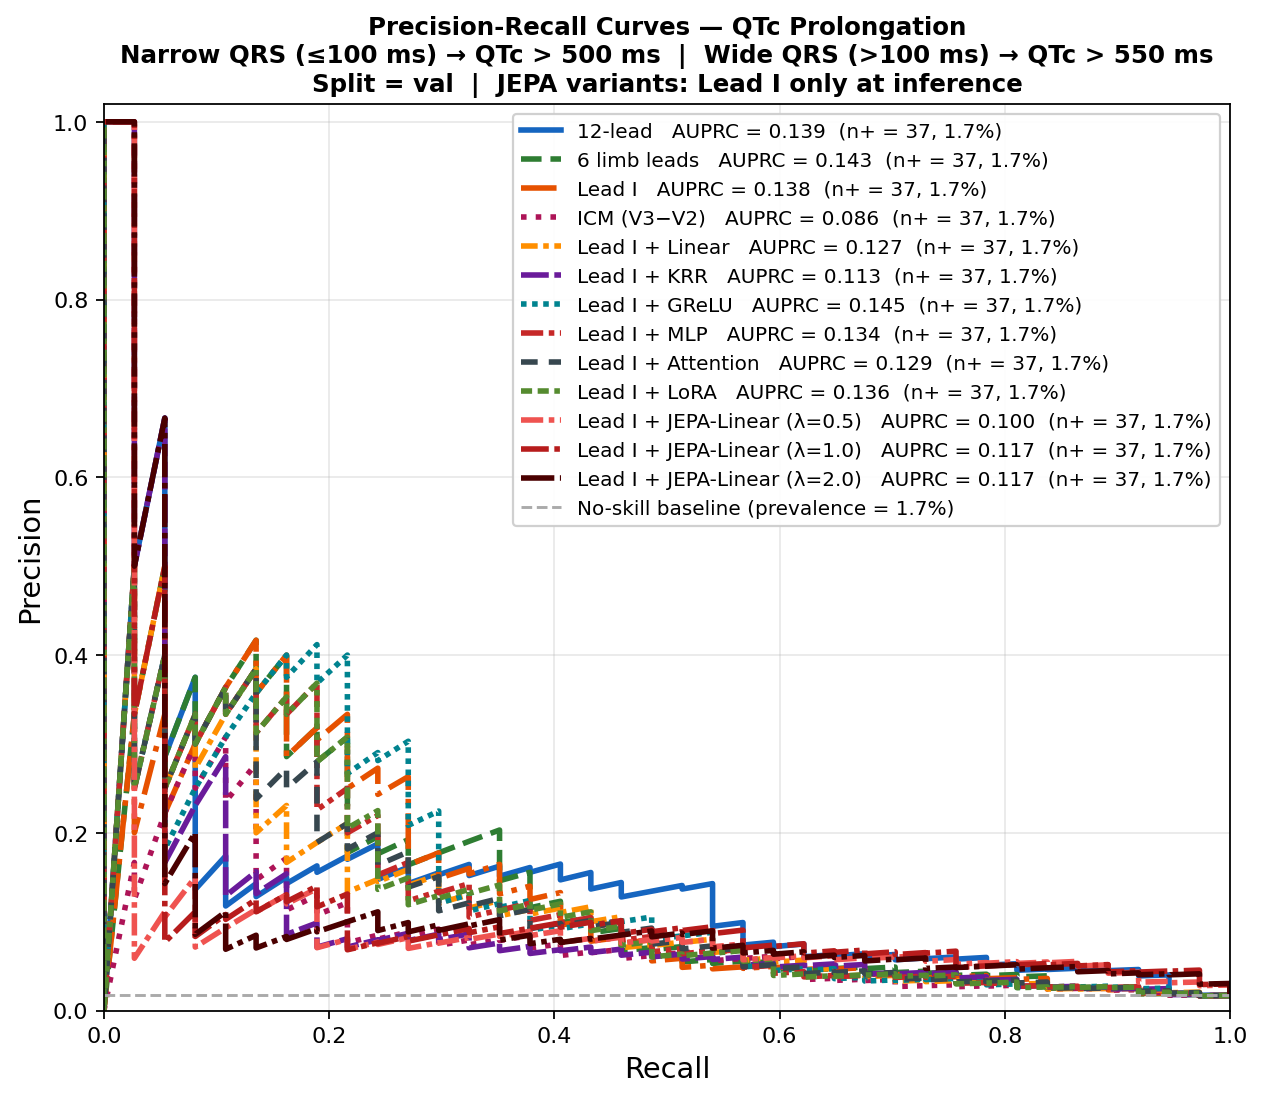 Precision-Recall Curves — QTc Prolongation
Narrow QRS (≤100 ms) → QTc > 500 ms | Wide QRS (>100 ms) → QTc > 550 ms
Split = val | JEPA variants: Lead I only at inference
12-lead AUPRC = 0.139 (n+ = 37, 1.7%)
6 limb leads AUPRC = 0.143 (n+ = 37, 1.7%)
Lead I AUPRC = 0.138 (n+ = 37, 1.7%)
ICM (V3−V2) AUPRC = 0.086 (n+ = 37, 1.7%)
Lead I + Linear AUPRC = 0.127 (n+ = 37, 1.7%)
Lead I + KRR AUPRC = 0.113 (n+ = 37, 1.7%)
Lead I + GReLU AUPRC = 0.145 (n+ = 37, 1.7%)
Lead I + MLP AUPRC = 0.134 (n+ = 37, 1.7%)
Lead I + Attention AUPRC = 0.129 (n+ = 37, 1.7%)
Lead I + LoRA AUPRC = 0.136 (n+ = 37, 1.7%)
Lead I + JEPA-Linear (λ=0.5) AUPRC = 0.100 (n+ = 37, 1.7%)
Lead I + JEPA-Linear (λ=1.0) AUPRC = 0.117 (n+ = 37, 1.7%)
Lead I + JEPA-Linear (λ=2.0) AUPRC = 0.117 (n+ = 37, 1.7%)
No-skill baseline (prevalence = 1.7%)
Precision
1.0
0.8
0.6
0.4
0.2
0.0
0.0 0.2 0.4 0.6 0.8 1.0
Recall